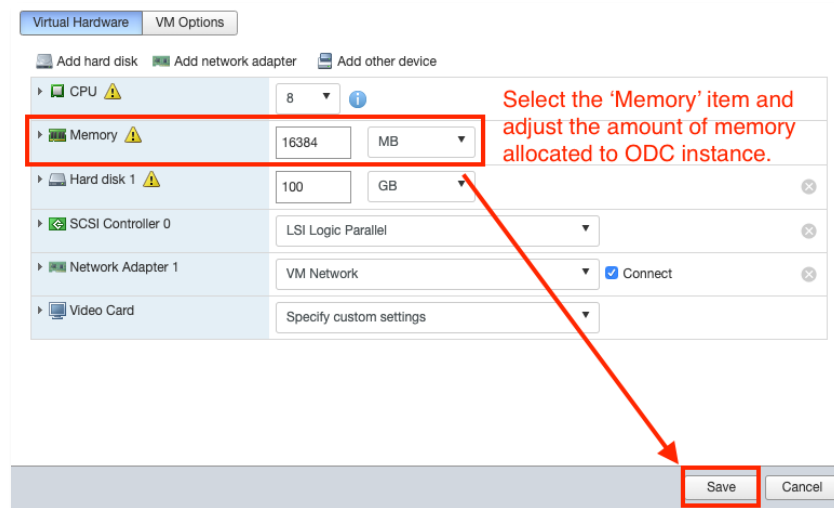 Virtual Hardware VM Options
Add hard disk Add network adapter Add other device
CPU 8
Select the ‘Memory’ item and
adjust the amount of memory
allocated to ODC instance.
Memory 16384 MB
Hard disk 1 100 GB
SCSI Controller 0 LSI Logic Parallel
Network Adapter 1 VM Network Connect
Video Card Specify custom settings
Save Cancel